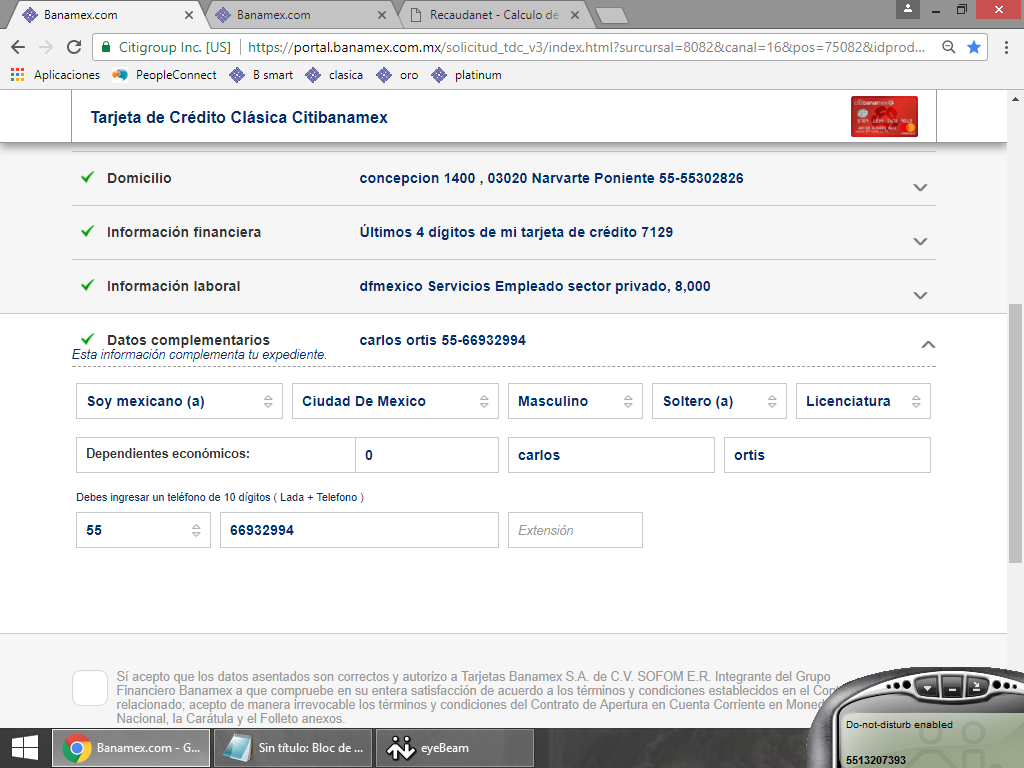 Banamex.com
Banamex.com
Recaudanet - Calculo de
Citigroup Inc. [US]
https://portal.banamex.com.mx/solicitud_tdc_v3/index.html?surcursal=8082&canal=16&pos=75082&idprod...
Aplicaciones
PeopleConnect
B smart
clasica
oro
platinum
Tarjeta de Crédito Clásica Citibanamex
Domicilio
concepcion 1400 , 03020 Narvarte Poniente 55-55302826
Información financiera
Últimos 4 dígitos de mi tarjeta de crédito 7129
Información laboral
dfmexico Servicios Empleado sector privado, 8,000
Datos complementarios
carlos ortis 55-66932994
Esta información complementa tu expediente.
Soy mexicano (a)
Ciudad De Mexico
Masculino
Soltero (a)
Licenciatura
Dependientes económicos:
0
carlos
ortis
Debes ingresar un teléfono de 10 dígitos ( Lada + Telefono )
55
66932994
Extensión
Sí acepto que los datos asentados son correctos y autorizo a Tarjetas Banamex S.A. de C.V. SOFOM E.R. Integrante del Grupo
Financiero Banamex a que compruebe en su entera satisfacción de acuerdo a los términos y condiciones establecidos en el Con
relacionado; acepto de manera irrevocable los términos y condiciones del Contrato de Apertura en Cuenta Corriente en Moned
Nacional, la Carátula y el Folleto anexos.
Do-not-disturb enabled
5513207393
Banamex.com - G...
Sin título: Bloc de ...
eyeBeam